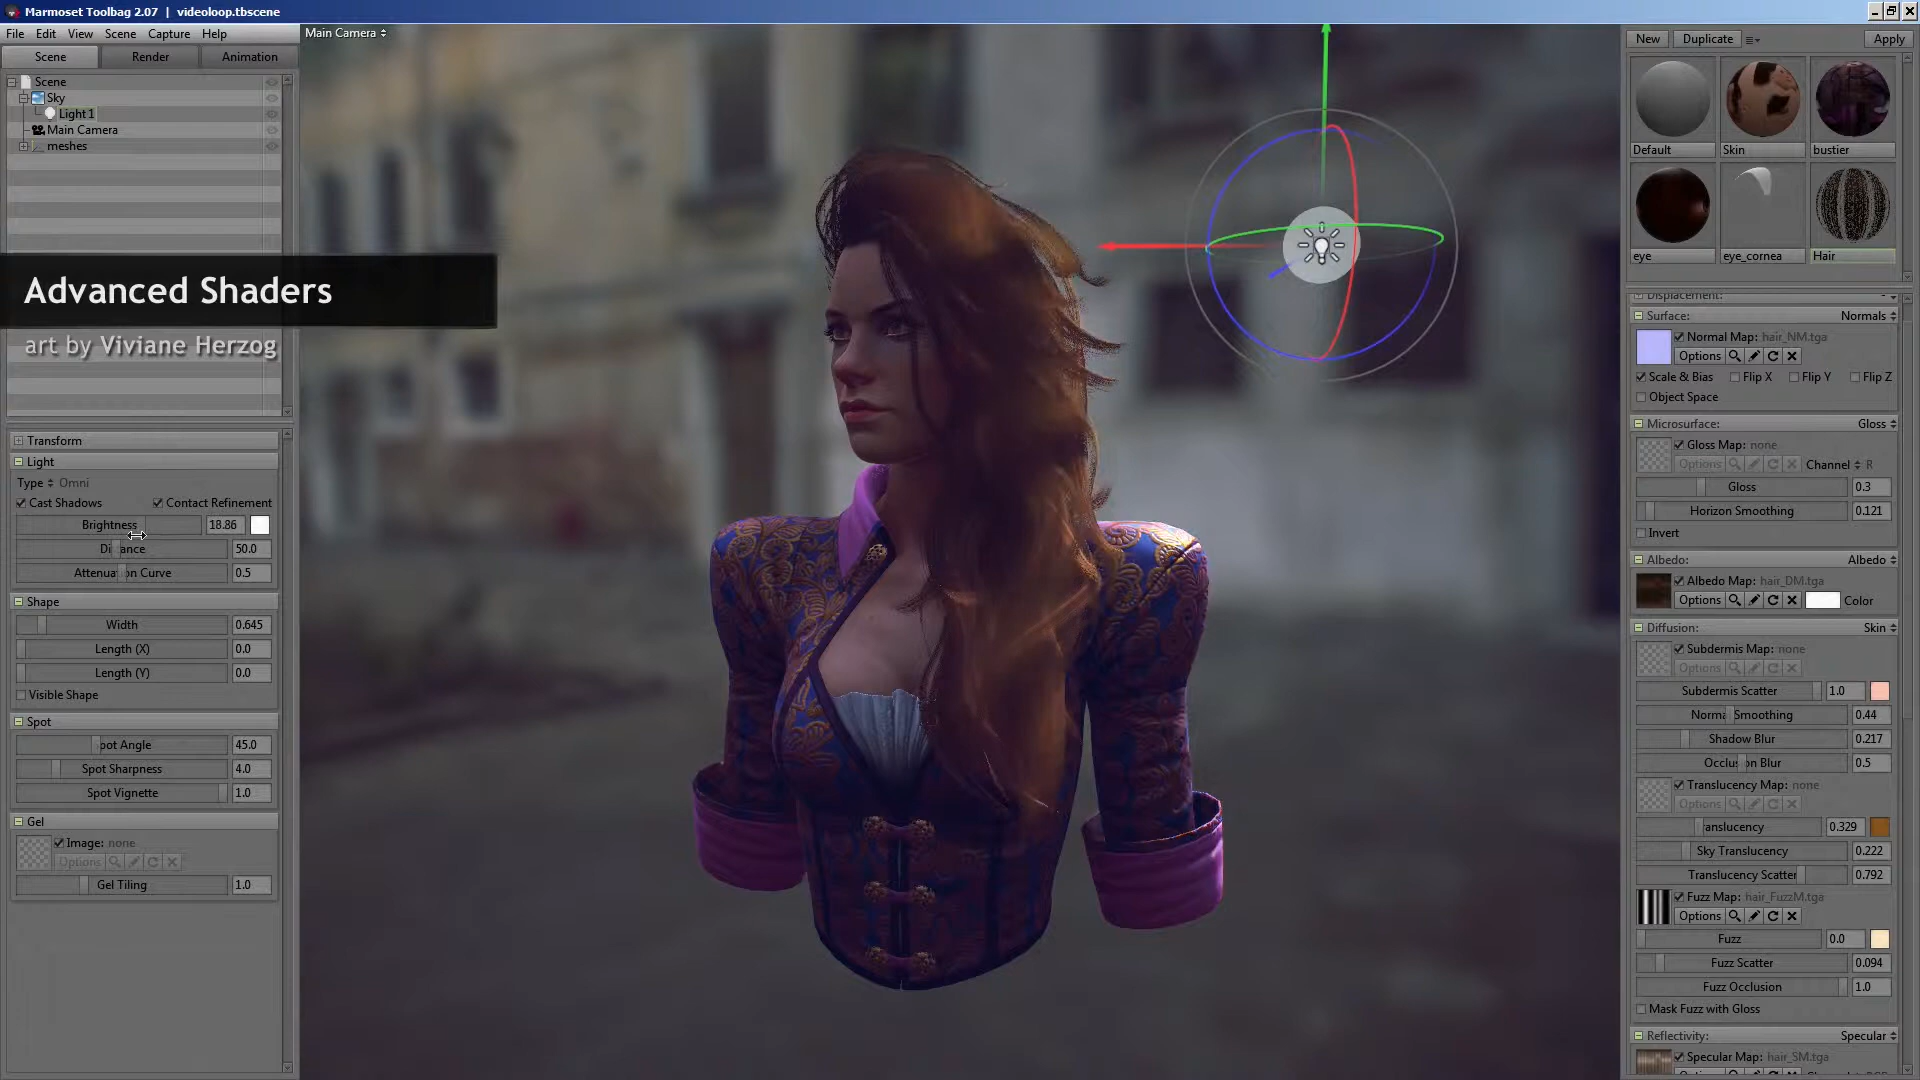 Marmoset Toolbag 2.07 | videoloop.tbscene
File Edit View Scene Capture Help
Scene Render Animation
Scene
Sky
Light 1
Main Camera
meshes
Advanced Shaders
art by Viviane Herzog
Transform
Light
Type Omni
Cast Shadows Contact Refinement
Brightness 18.86
50.0
Curve 0.5
Shape
Width 0.645
Length (X) 0.0
Length (Y) 0.0
Visible Shape
Spot
Angle 45.0
Spot Sharpness 4.0
Spot Vignette 1.0
Gel
Image: none
Options
Gel Tiling 1.0
Main Camera
New Duplicate Apply
Default Skin bustier
eye eye_cornea Hair
Displacement:
Surface: Normals
Normal Map: hair_NM.tga
Options
Scale & Bias Flip X Flip Y Flip Z
Object Space
Microsurface: Gloss
Gloss Map: none
Options Channel R
Gloss 0.3
Horizon Smoothing 0.121
Invert
Albedo: Albedo
Albedo Map: hair_DM.tga
Options Color
Diffusion: Skin
Subdermis Map: none
Options
Subdermis Scatter 1.0
Smoothing 0.44
Shadow Blur 0.217
Blur 0.5
Translucency Map: none
Options
0.329
Sky Translucency 0.222
Translucency Scatter 0.792
Fuzz Map: hair_FuzzM.tga
Options
Fuzz 0.0
Fuzz Scatter 0.094
Fuzz Occlusion 1.0
Mask Fuzz with Gloss
Reflectivity: Specular
Specular Map: hair_SM.tga